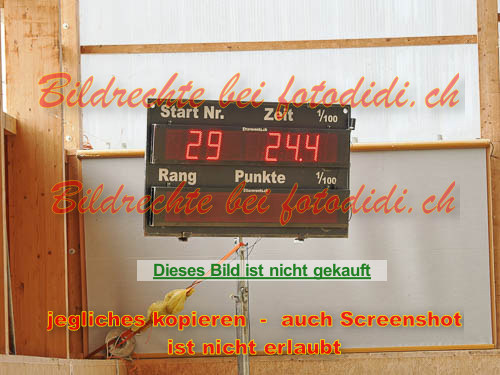 Bildrechte bei fotodidi.ch
Start Nr. Zeit 1/100
29 24.4
Rang Punkte 1/100
Bildrechte bei fotodidi.ch
Dieses Bild ist nicht gekauft
jegliches kopieren - auch Screenshot
ist nicht erlaubt